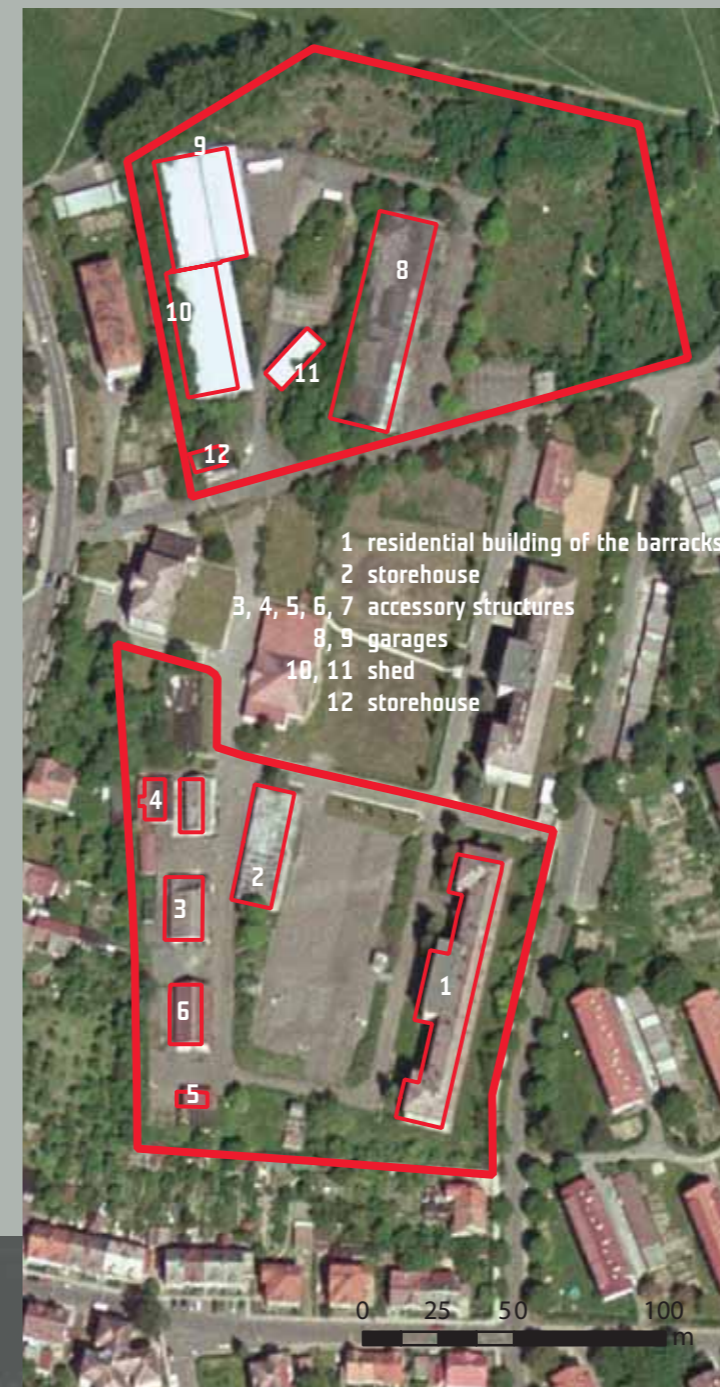 9
8
10
11
12
1 residential building of the barracks
2 storehouse
3, 4, 5, 6, 7 accessory structures
8, 9 garages
10, 11 shed
12 storehouse
4
2
3
1
6
5
0 25 50 100
m